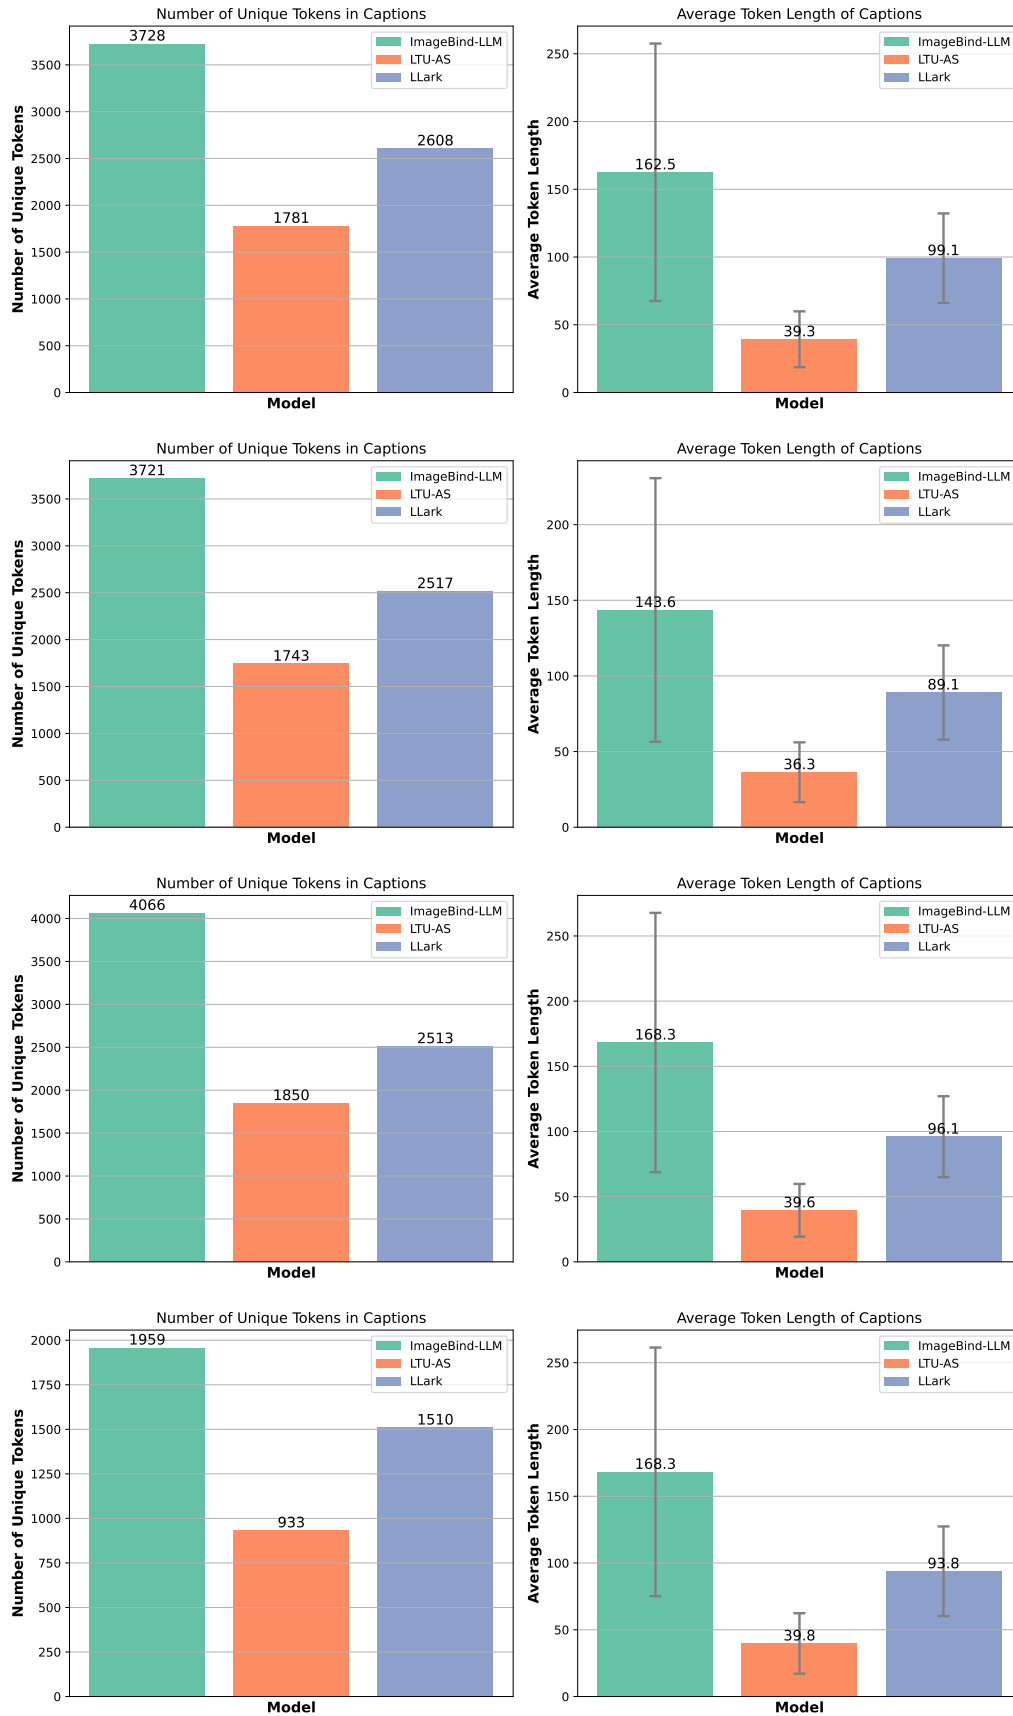 Number of Unique Tokens in Captions
3728
1781
2608
ImageBind-LLM
LTU-AS
LLark
3500
3000
2500
2000
1500
1000
500
0
Number of Unique Tokens
Model
Average Token Length of Captions
162.5
39.3
99.1
ImageBind-LLM
LTU-AS
LLark
250
200
150
100
50
0
Average Token Length
Model
Number of Unique Tokens in Captions
3721
1743
2517
ImageBind-LLM
LTU-AS
LLark
3500
3000
2500
2000
1500
1000
500
0
Number of Unique Tokens
Model
Average Token Length of Captions
143.6
36.3
89.1
ImageBind-LLM
LTU-AS
LLark
200
150
100
50
0
Average Token Length
Model
Number of Unique Tokens in Captions
4066
1850
2513
ImageBind-LLM
LTU-AS
LLark
4000
3500
3000
2500
2000
1500
1000
500
0
Number of Unique Tokens
Model
Average Token Length of Captions
168.3
39.6
96.1
ImageBind-LLM
LTU-AS
LLark
250
200
150
100
50
0
Average Token Length
Model
Number of Unique Tokens in Captions
1959
933
1510
ImageBind-LLM
LTU-AS
LLark
2000
1750
1500
1250
1000
750
500
250
0
Number of Unique Tokens
Model
Average Token Length of Captions
168.3
39.8
93.8
ImageBind-LLM
LTU-AS
LLark
250
200
150
100
50
0
Average Token Length
Model